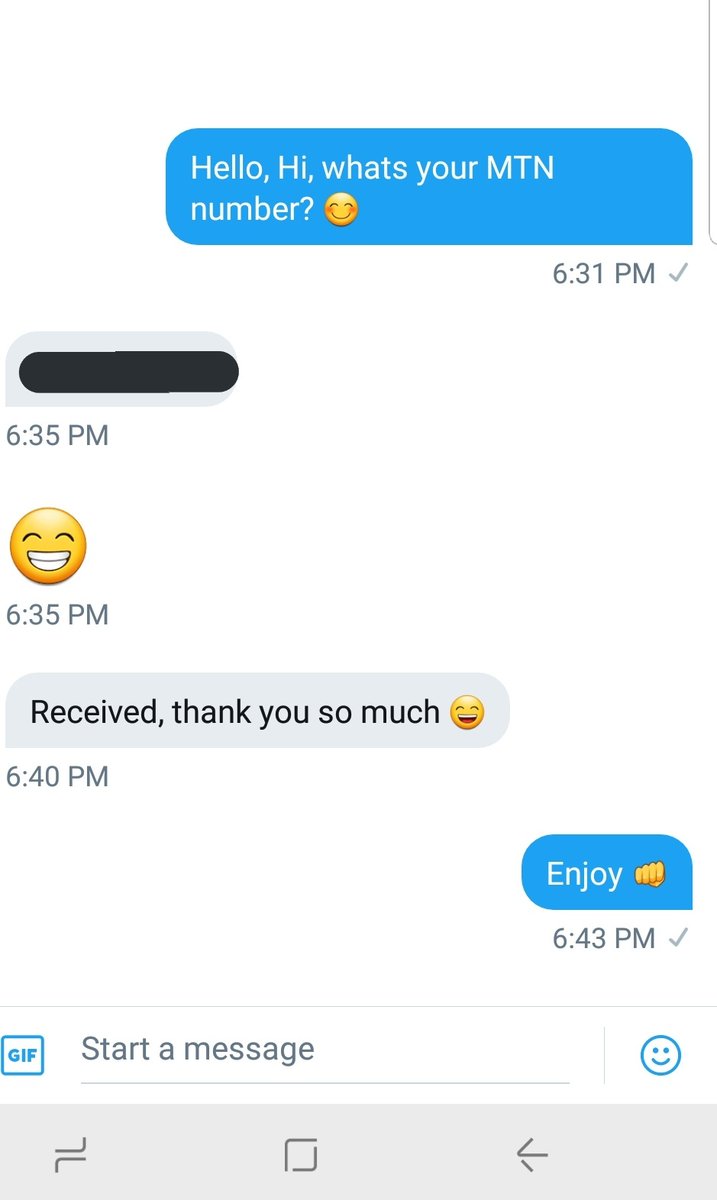 Hello, Hi, whats your MTN
number? 😊
6:31 PM
6:35 PM
😁
6:35 PM
Received, thank you so much 😄
6:40 PM
Enjoy 👊
6:43 PM
GIF Start a message